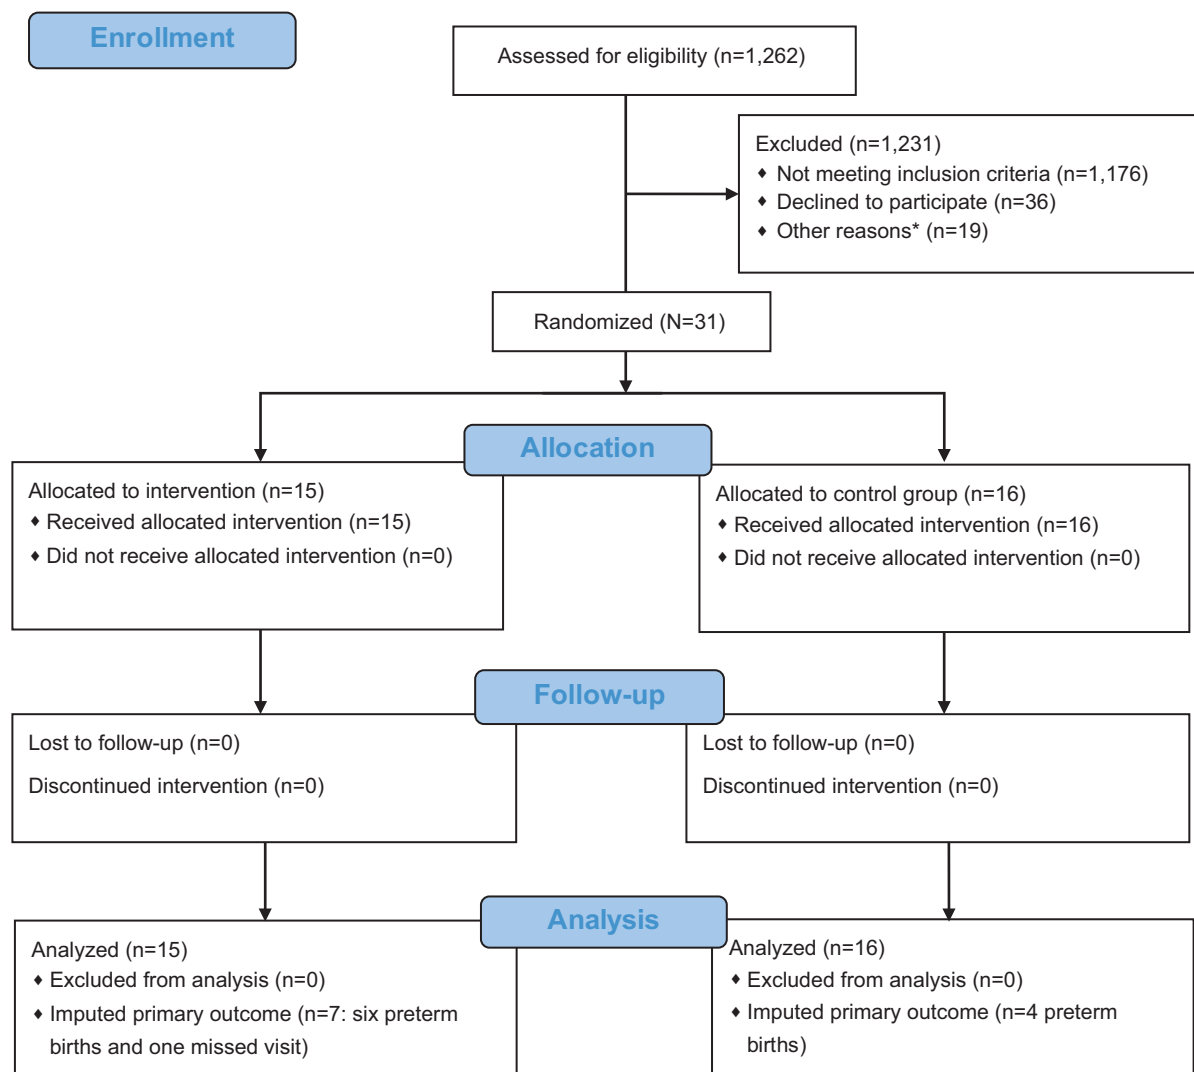 Enrollment
Assessed for eligibility (n=1,262)
Excluded (n=1,231)
♦ Not meeting inclusion criteria (n=1,176)
♦ Declined to participate (n=36)
♦ Other reasons* (n=19)
Randomized (N=31)
Allocation
Allocated to intervention (n=15)
♦ Received allocated intervention (n=15)
♦ Did not receive allocated intervention (n=0)
Allocated to control group (n=16)
♦ Received allocated intervention (n=16)
♦ Did not receive allocated intervention (n=0)
Follow-up
Lost to follow-up (n=0)
Discontinued intervention (n=0)
Lost to follow-up (n=0)
Discontinued intervention (n=0)
Analysis
Analyzed (n=15)
♦ Excluded from analysis (n=0)
♦ Imputed primary outcome (n=7: six preterm
births and one missed visit)
Analyzed (n=16)
♦ Excluded from analysis (n=0)
♦ Imputed primary outcome (n=4 preterm
births)